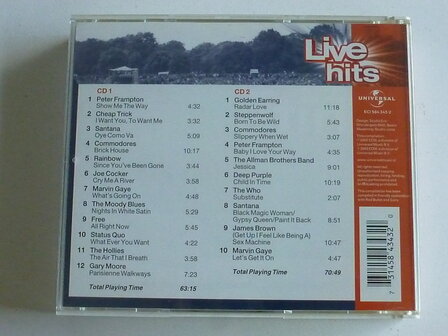 Live
hits
CD 1
1 Peter Frampton
Show Me The Way 4:32
2 Cheap Trick
I Want You, To Want Me 3:32
3 Santana
Oye Como Va 5:09
4 Commodores
Brick House 10:17
5 Rainbow
Since You've Been Gone 3:44
6 Joe Cocker
Cry Me A River 3:58
7 Marvin Gaye
What's Going On 4:48
8 The Moody Blues
Nights In White Satin 5:29
9 Free
All Right Now 5:45
10 Status Quo
What Ever You Want 4:22
11 The Hollies
The Air That I Breath 3:58
12 Gary Moore
Parisienne Walkways 7:23
Total Playing Time 63:15
CD 2
1 Golden Earring
Radar Love 11:18
2 Steppenwolf
Born To Be Wild 5:43
3 Commodores
Slippery When Wet 3:25
4 Peter Frampton
Baby I Love Your Way 4:35
5 The Allman Brothers Band
Jessica 9:01
6 Deep Purple
Child In Time 10:19
7 The Who
Substitute 2:07
8 Santana
Black Magic Woman/
Gypsey Queen/Paint It Back 0:51
9 James Brown
(Get Up I Feel Like Being A)
Sex Machine 10:47
10 Marvin Gaye
Let's Get It On 4:47
Total Playing Time 70:49
UNIVERSAL